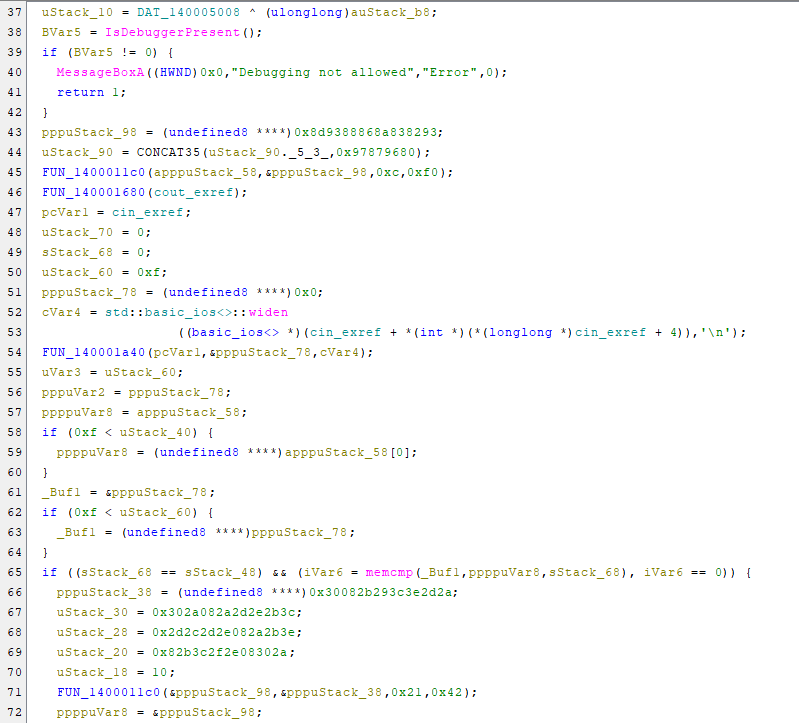 37 uStack_10 = DAT_140005008 ^ (ulonglong)auStack_b8;
38 BVar5 = IsDebuggerPresent();
39 if (BVar5 != 0) {
40 MessageBoxA((HWND)0x0,"Debugging not allowed","Error",0);
41 return 1;
42 }
43 pppuStack_98 = (undefined8 ****)0x8d9388868a838293;
44 uStack_90 = CONCAT35(uStack_90._5_3_,0x97879680);
45 FUN_1400011c0(apppuStack_58,&pppuStack_98,0xc,0xf0);
46 FUN_140001680(cout_exref);
47 pcVar1 = cin_exref;
48 uStack_70 = 0;
49 sStack_68 = 0;
50 uStack_60 = 0xf;
51 pppuStack_78 = (undefined8 ****)0x0;
52 cVar4 = std::basic_ios<>::widen
53 ((basic_ios<> *)(cin_exref + *(int *)(*(longlong *)cin_exref + 4)),'\n');
54 FUN_140001a40(pcVar1,&pppuStack_78,cVar4);
55 uVar3 = uStack_60;
56 pppuVar2 = pppuStack_78;
57 ppppuVar8 = apppuStack_58;
58 if (0xf < uStack_40) {
59 ppppuVar8 = (undefined8 ****)apppuStack_58[0];
60 }
61 _Buf1 = &pppuStack_78;
62 if (0xf < uStack_60) {
63 _Buf1 = (undefined8 ****)pppuStack_78;
64 }
65 if ((sStack_68 == sStack_48) && (iVar6 = memcmp(_Buf1,ppppuVar8,sStack_68), iVar6 == 0)) {
66 pppuStack_38 = (undefined8 ****)0x30082b293c3e2d2a;
67 uStack_30 = 0x302a082a2d2e2b3c;
68 uStack_28 = 0x2d2c2d2e082a2b3e;
69 uStack_20 = 0x82b3c2f2e08302a;
70 uStack_18 = 10;
71 FUN_1400011c0(&pppuStack_98,&pppuStack_38,0x21,0x42);
72 ppppuVar8 = &pppuStack_98;